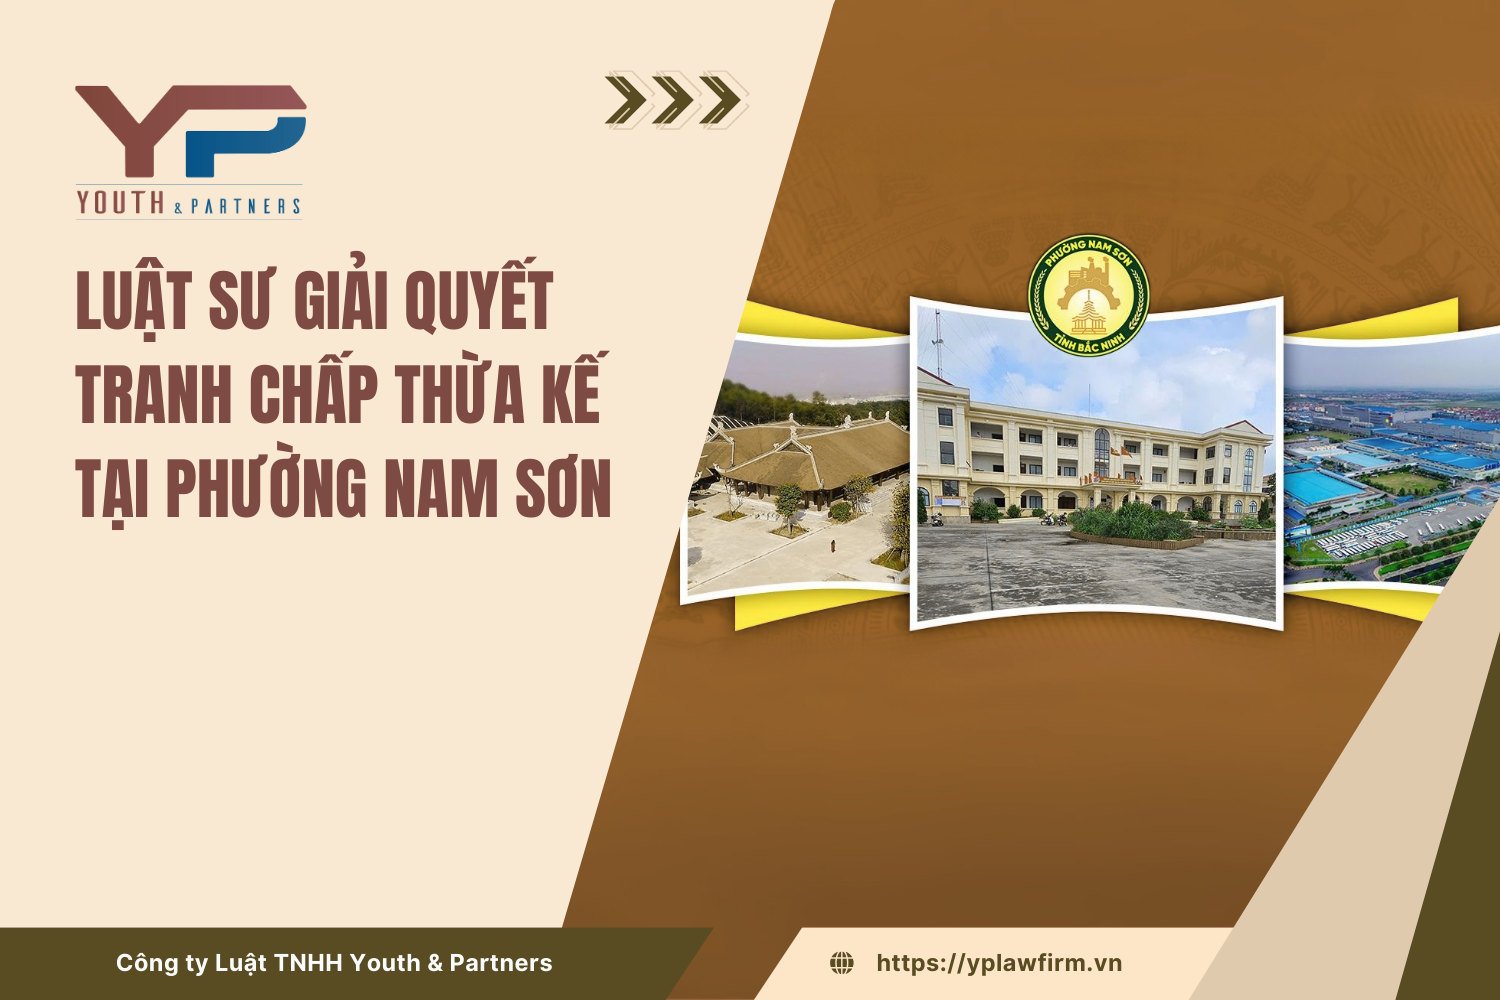 YOUTH & PARTNERS
LUẬT SƯ GIẢI QUYẾT
TRANH CHẤP THỪA KẾ
TẠI PHƯỜNG NAM SƠN
PHƯỜNG NAM SƠN
TỈNH BẮC NINH
Công ty Luật TNHH Youth & Partners
https://yplawfirm.vn